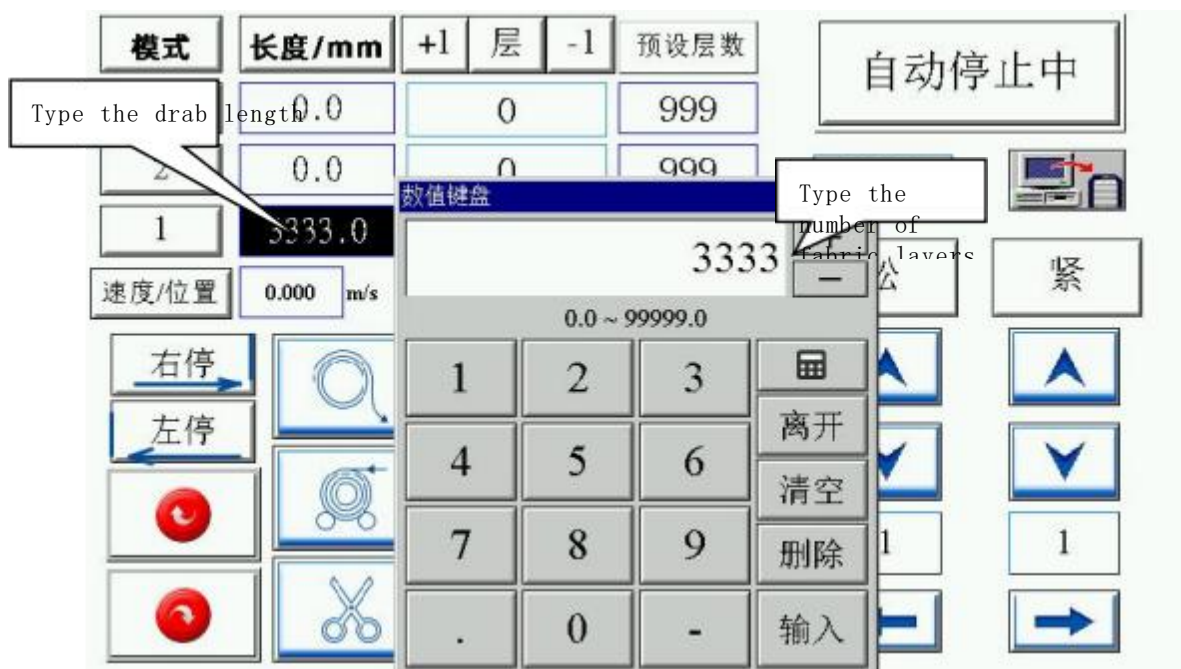 模式 长度/mm +1 层 -1 预设层数 自动停止中
Type the drab length
0.0 0 999
2 0.0 0 999
数值键盘
Type the
number of
fabric layers
1 3333.0
3333
松 紧
速度/位置 0.000 m/s
0.0 ~ 99999.0
右停
1 2 3
离开
左停
4 5 6
清空
7 8 9
删除
1 1
. 0 -
输入